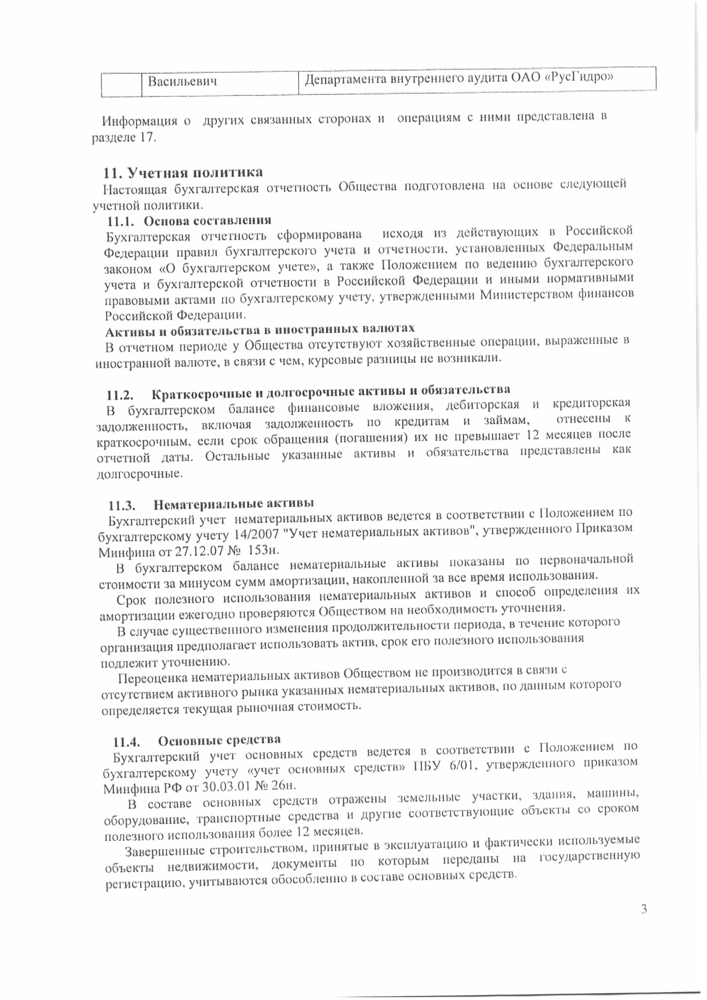 Васильевич Департамента внутреннего аудита ОАО «РусГидро»
Информация о других связанных сторонах и операциям с ними представлена в
разделе 17.
11. Учетная политика
Настоящая бухгалтерская отчетность Общества подготовлена на основе следующей
учетной политики.
11.1. Основа составления
Бухгалтерская отчетность сформирована исходя из действующих в Российской
Федерации правил бухгалтерского учета и отчетности, установленных Федеральным
законом «О бухгалтерском учете», а также Положением по ведению бухгалтерского
учета и бухгалтерской отчетности в Российской Федерации и иными нормативными
правовыми актами по бухгалтерскому учету, утвержденными Министерством финансов
Российской Федерации.
Активы и обязательства в иностранных валютах
В отчетном периоде у Общества отсутствуют хозяйственные операции, выраженные в
иностранной валюте, в связи с чем, курсовые разницы не возникали.
11.2. Краткосрочные и долгосрочные активы и обязательства
В бухгалтерском балансе финансовые вложения, дебиторская и кредиторская
задолженность, включая задолженность по кредитам и займам, отнесены к
краткосрочным, если срок обращения (погашения) их не превышает 12 месяцев после
отчетной даты. Остальные указанные активы и обязательства представлены как
долгосрочные.
11.3. Нематериальные активы
Бухгалтерский учет нематериальных активов ведется в соответствии с Положением по
бухгалтерскому учету 14/2007 "Учет нематериальных активов", утвержденного Приказом
Минфина от 27.12.07 № 153н.
В бухгалтерском балансе нематериальные активы показаны по первоначальной
стоимости за минусом сумм амортизации, накопленной за все время использования.
Срок полезного использования нематериальных активов и способ определения их
амортизации ежегодно проверяются Обществом на необходимость уточнения.
В случае существенного изменения продолжительности периода, в течение которого
организация предполагает использовать актив, срок его полезного использования
подлежит уточнению.
Переоценка нематериальных активов Обществом не производится в связи с
отсутствием активного рынка указанных нематериальных активов, по данным которого
определяется текущая рыночная стоимость.
11.4. Основные средства
Бухгалтерский учет основных средств ведется в соответствии с Положением по
бухгалтерскому учету «учет основных средств» ПБУ 6/01, утвержденного приказом
Минфина РФ от 30.03.01 № 26н.
В составе основных средств отражены земельные участки, здания, машины,
оборудование, транспортные средства и другие соответствующие объекты со сроком
полезного использования более 12 месяцев.
Завершенные строительством, принятые в эксплуатацию и фактически используемые
объекты недвижимости, документы по которым переданы на государственную
регистрацию, учитываются обособленно в составе основных средств.
3